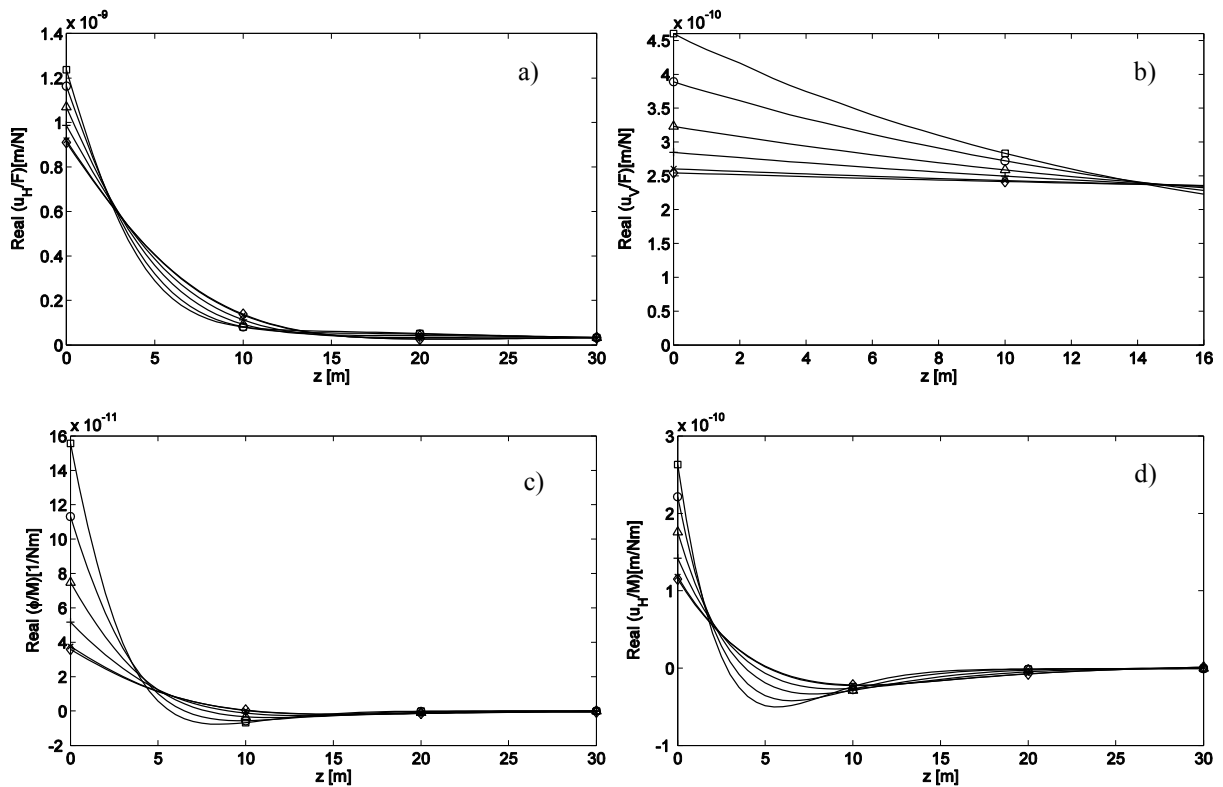 x 10^-9
1.4
1.2
1
0.8
0.6
0.4
0.2
0
Real (u_H/F)[m/N]
a)
0 5 10 15 20 25 30
z [m]
x 10^-10
4.5
4
3.5
3
2.5
2
1.5
1
0.5
0
Real (u_V/F)[m/N]
b)
0 2 4 6 8 10 12 14 16
z [m]
x 10^-11
16
14
12
10
8
6
4
2
0
-2
Real (ϕ/M)[1/Nm]
c)
0 5 10 15 20 25 30
z [m]
x 10^-10
3
2
1
0
-1
Real (u_H/M)[m/Nm]
d)
0 5 10 15 20 25 30
z [m]